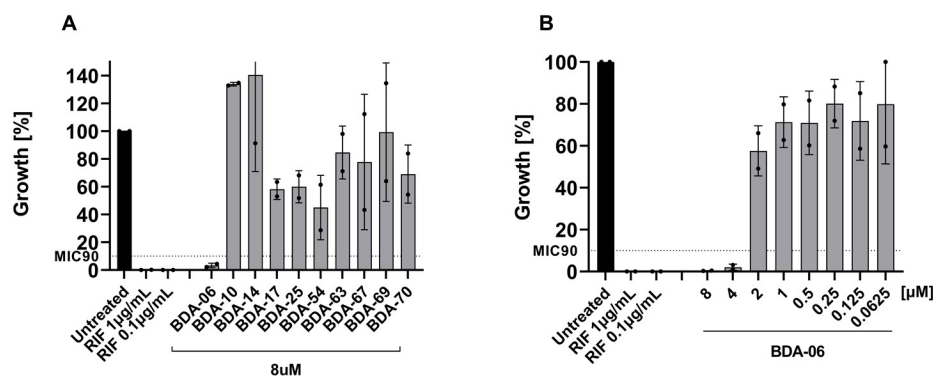 A
Growth [%]
140
120
100
80
60
40
20
0
MIC90
Untreated
RIF 1µg/mL
RIF 0.1µg/mL
BDA-06
BDA-10
BDA-14
BDA-17
BDA-25
BDA-54
BDA-63
BDA-67
BDA-69
BDA-70
8uM
B
Growth [%]
100
80
60
40
20
0
MIC90
Untreated
RIF 1µg/mL
RIF 0.1µg/mL
8
4
2
1
0.5
0.25
0.125
0.0625
[µM]
BDA-06